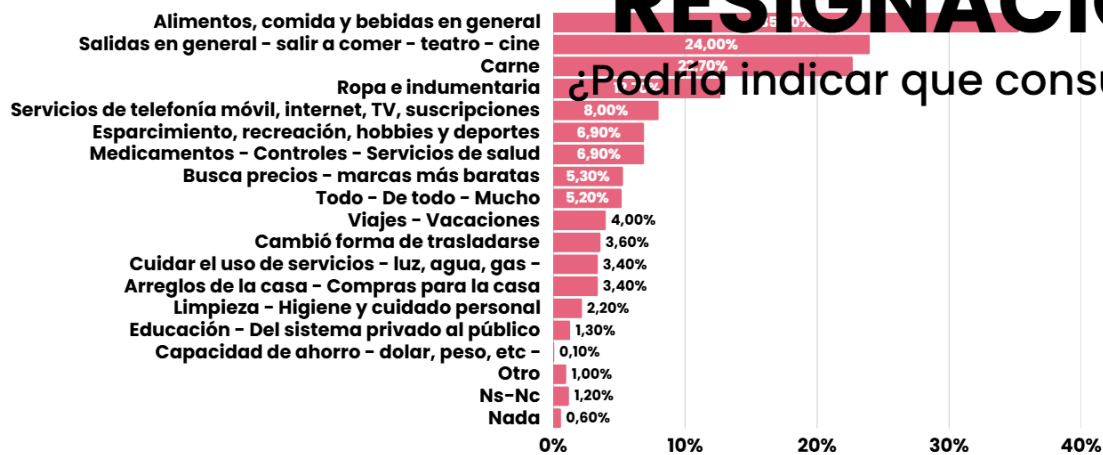 RESIGNACIO
¿Podría indicar que consu
Alimentos, comida y bebidas en general
Salidas en general - salir a comer - teatro - cine 24,00%
Carne 22,70%
Ropa e indumentaria
Servicios de telefonía móvil, internet, TV, suscripciones 8,00%
Esparcimiento, recreación, hobbies y deportes 6,90%
Medicamentos - Controles - Servicios de salud 6,90%
Busca precios - marcas más baratas 5,30%
Todo - De todo - Mucho 5,20%
Viajes - Vacaciones 4,00%
Cambió forma de trasladarse 3,60%
Cuidar el uso de servicios - luz, agua, gas - 3,40%
Arreglos de la casa - Compras para la casa 3,40%
Limpieza - Higiene y cuidado personal 2,20%
Educación - Del sistema privado al público 1,30%
Capacidad de ahorro - dolar, peso, etc - 0,10%
Otro 1,00%
Ns-Nc 1,20%
Nada 0,60%
0% 10% 20% 30% 40%